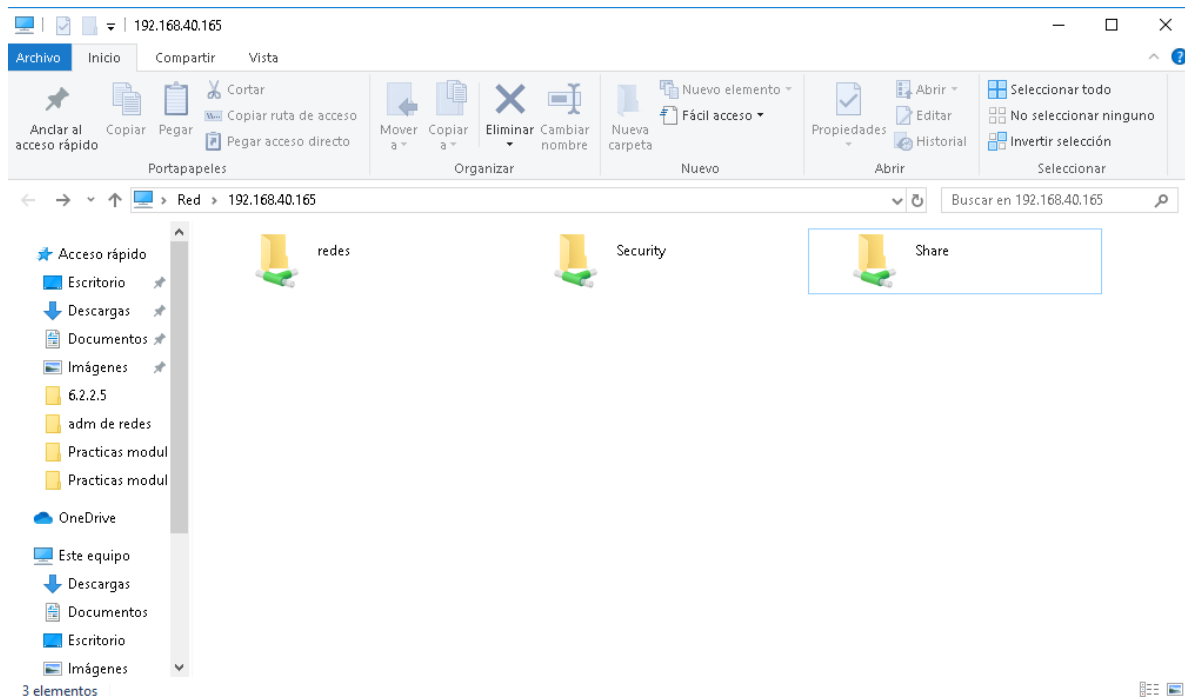 192.168.40.165
Archivo Inicio Compartir Vista
Anclar al acceso rápido
Copiar
Pegar
Cortar
Copiar ruta de acceso
Pegar acceso directo
Portapapeles
Mover a
Copiar a
Eliminar
Cambiar nombre
Organizar
Nueva carpeta
Nuevo elemento
Fácil acceso
Nuevo
Propiedades
Abrir
Editar
Historial
Abrir
Seleccionar todo
No seleccionar ninguno
Invertir selección
Seleccionar
Red > 192.168.40.165
Buscar en 192.168.40.165
Acceso rápido
Escritorio
Descargas
Documentos
Imágenes
6.2.2.5
adm de redes
Practicas modul
Practicas modul
OneDrive
Este equipo
Descargas
Documentos
Escritorio
Imágenes
redes
Security
Share
3 elementos